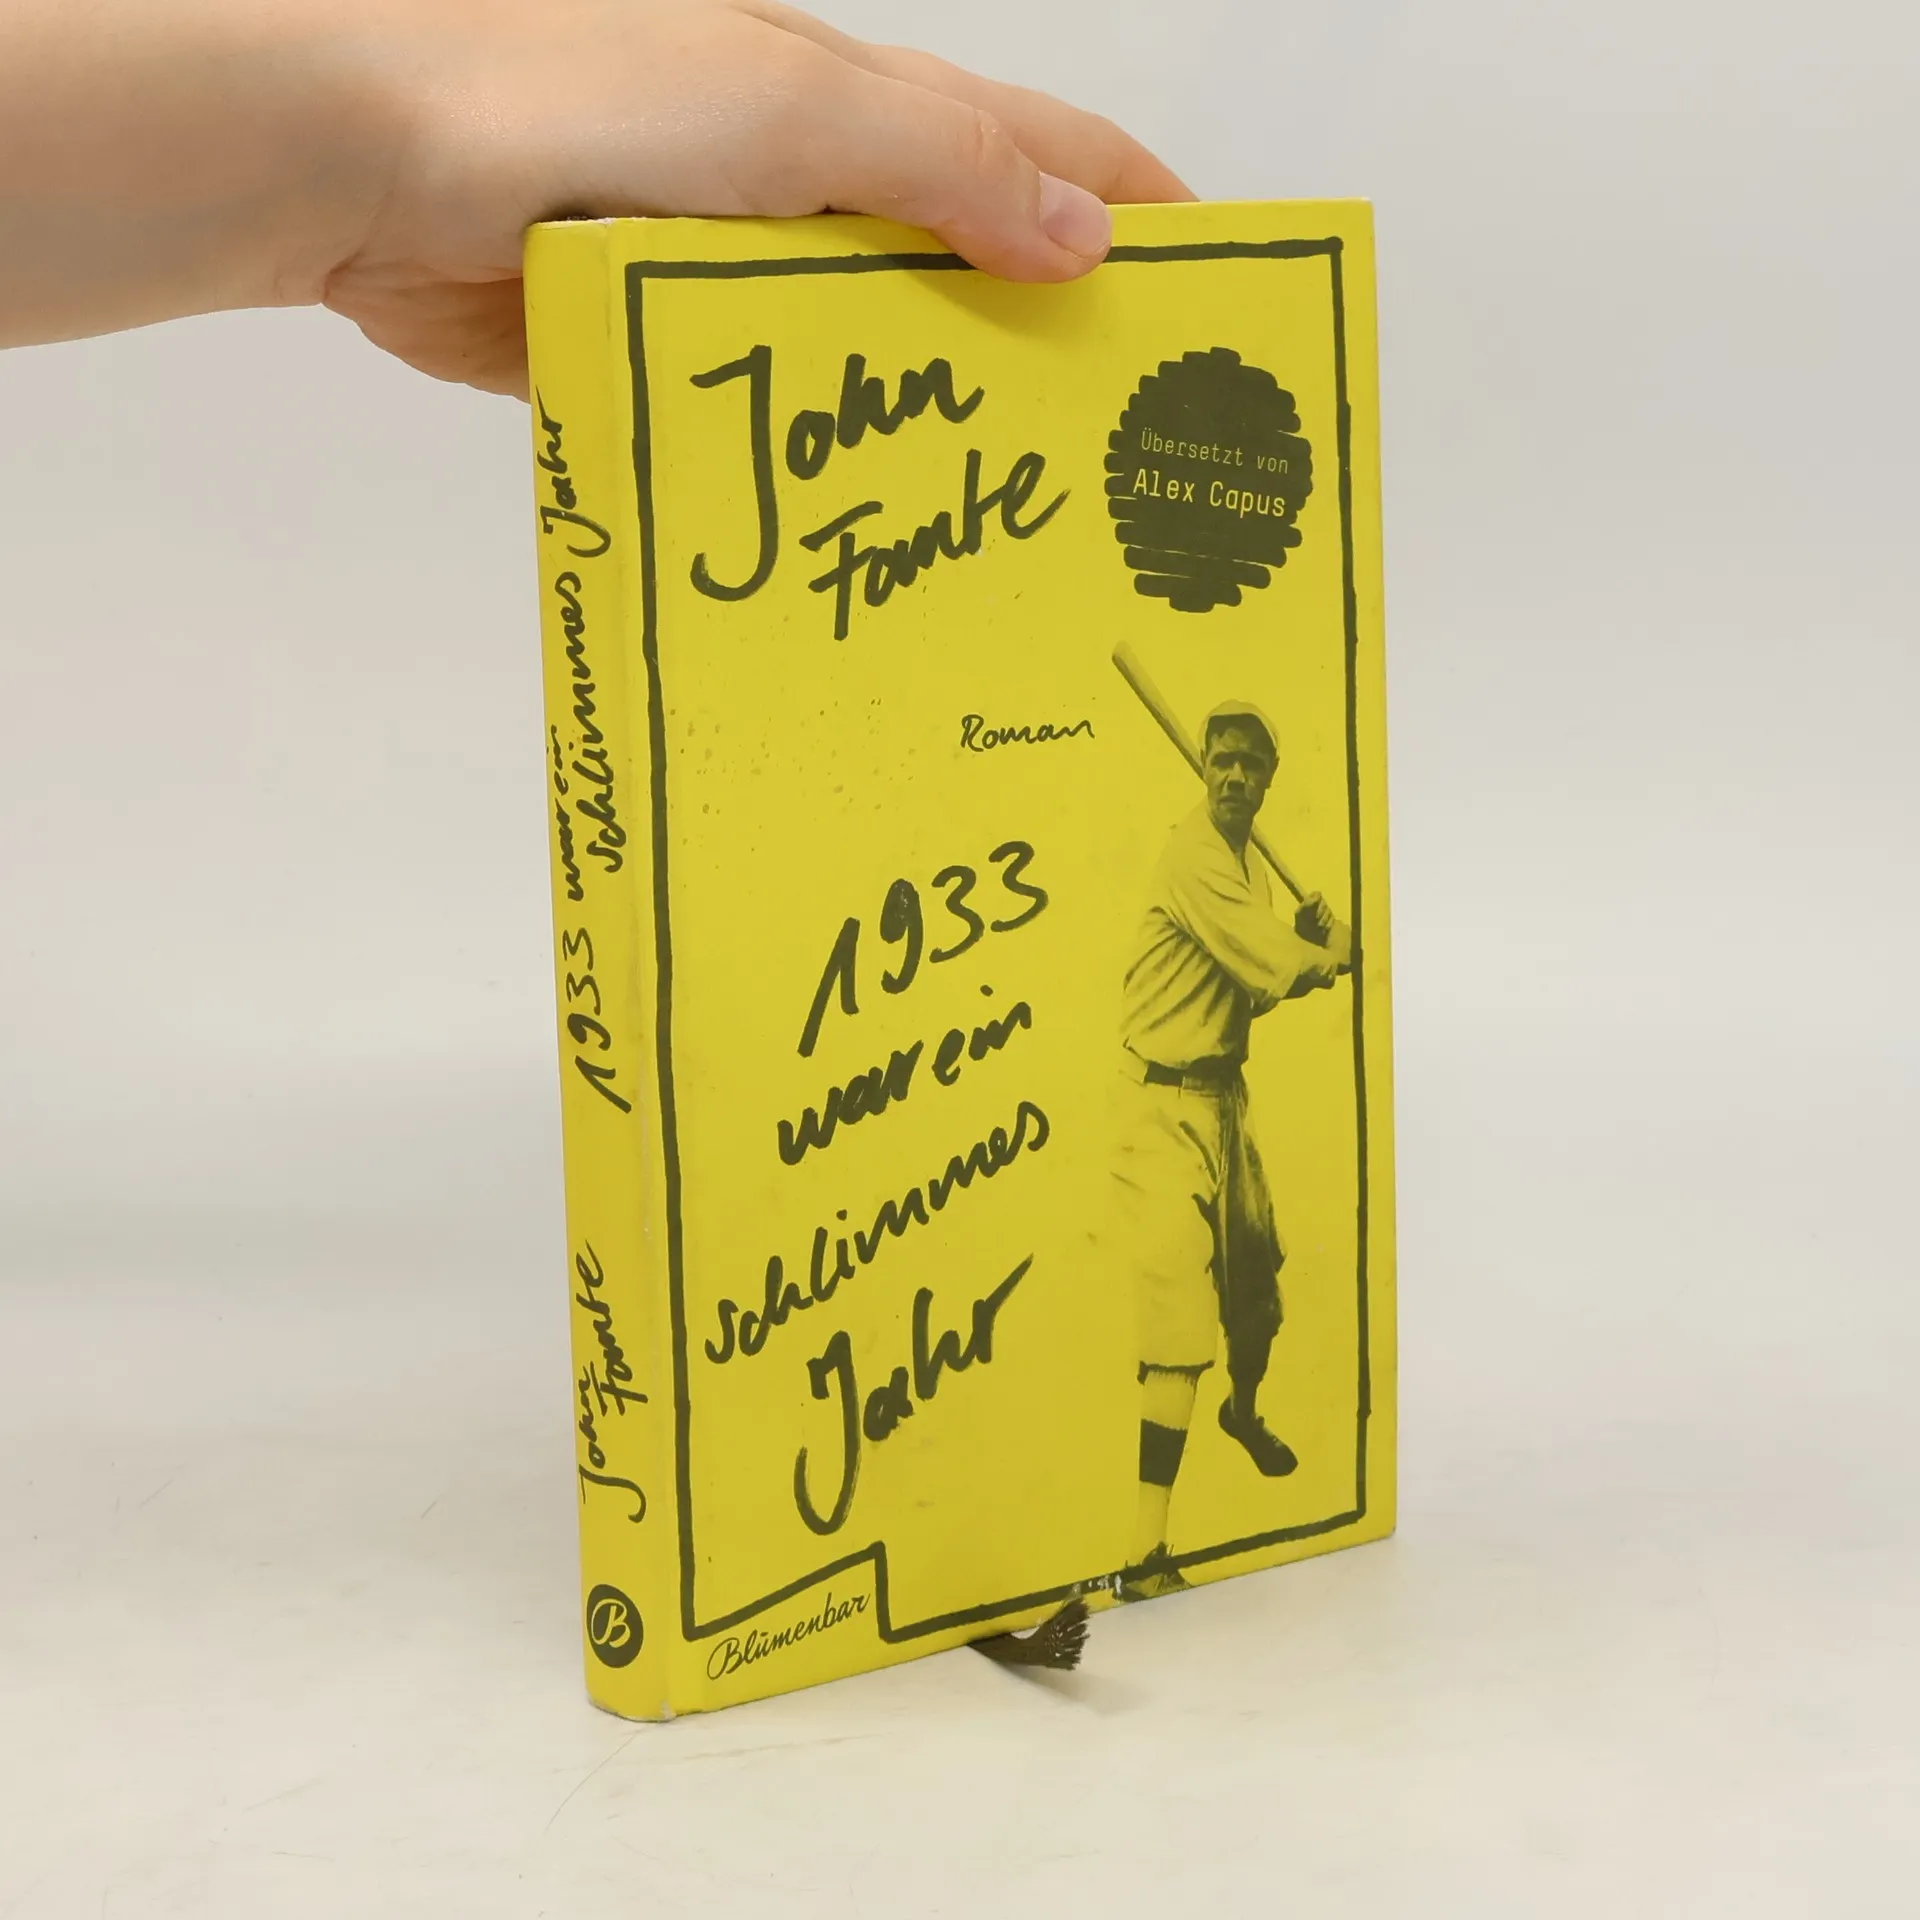 John
Fante
Übersetzt von
Alex Capus
Roman
1933
war ein
schlimmes
Jahr
Blumenbar
John
Fante
1933 war ein
schlimmes Jahr
B